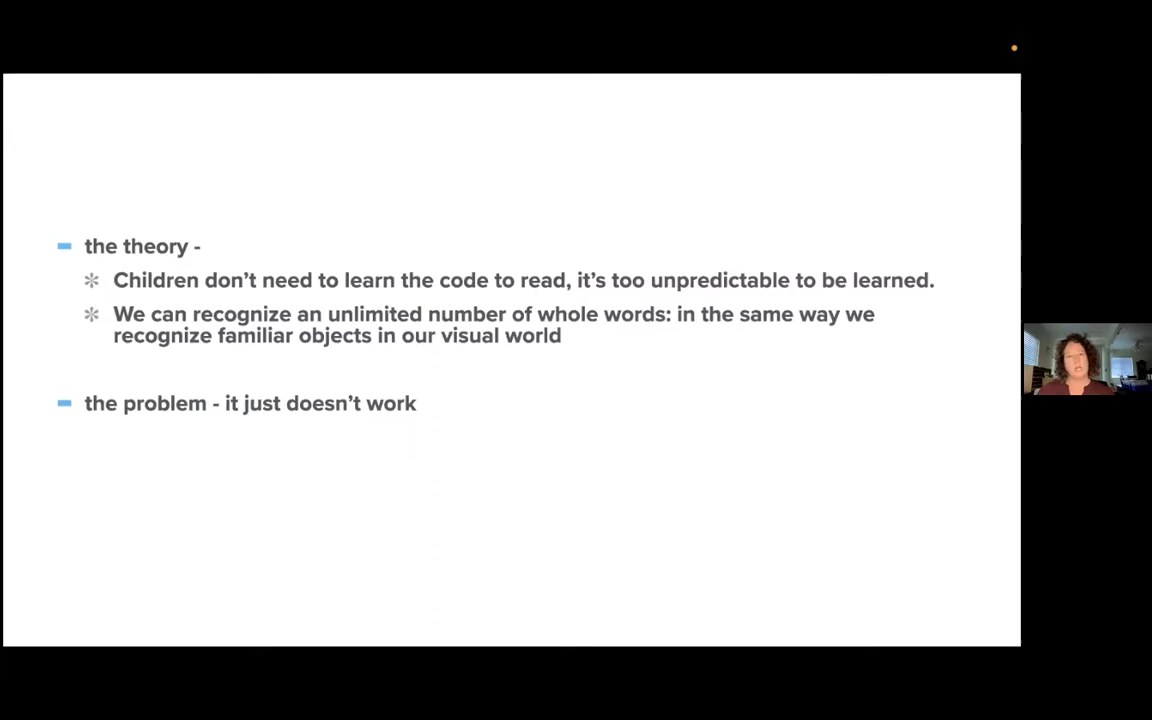 the theory -
Children don’t need to learn the code to read, it’s too unpredictable to be learned.
We can recognize an unlimited number of whole words: in the same way we
recognize familiar objects in our visual world
the problem - it just doesn’t work